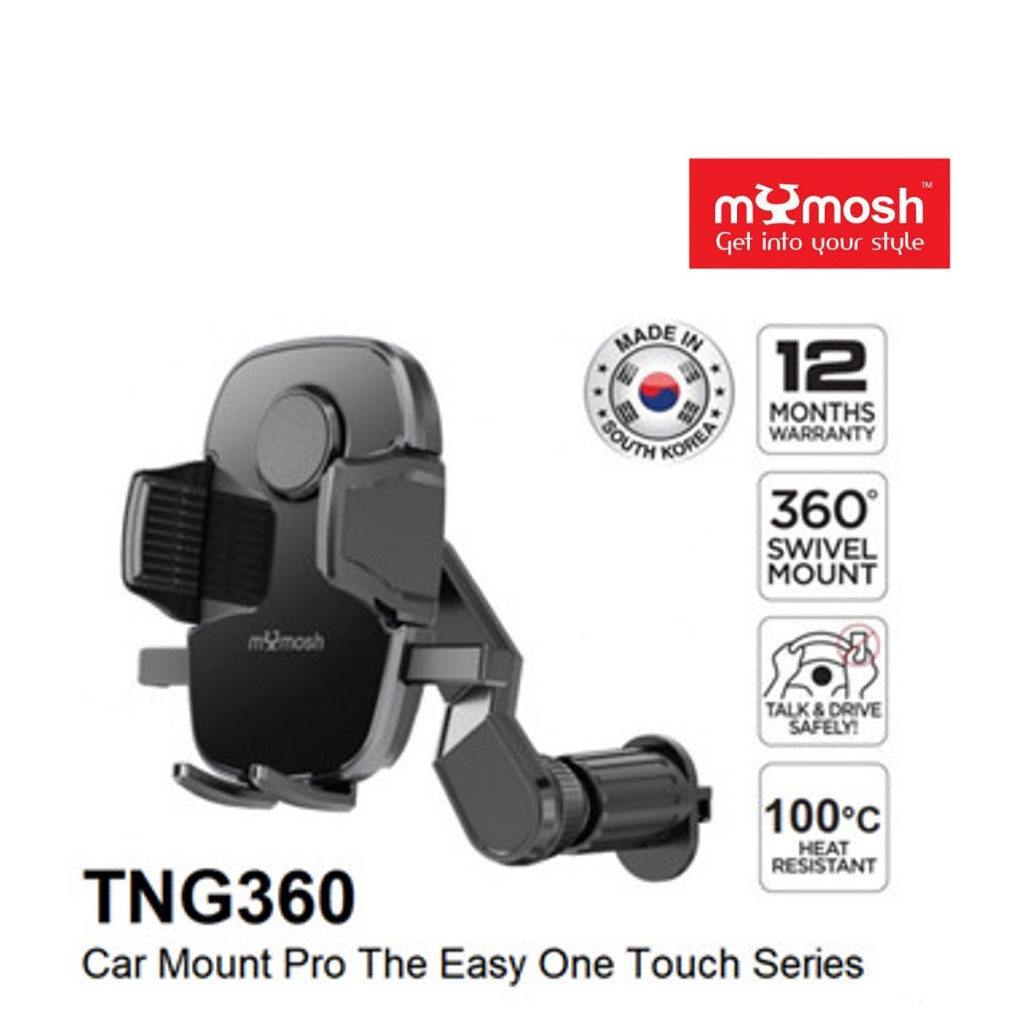 mymosh™
Get into your style
MADE IN
SOUTH KOREA
12
MONTHS
WARRANTY
360°
SWIVEL
MOUNT
mymosh
TALK & DRIVE
SAFELY!
100°C
HEAT
RESISTANT
TNG360
Car Mount Pro The Easy One Touch Series